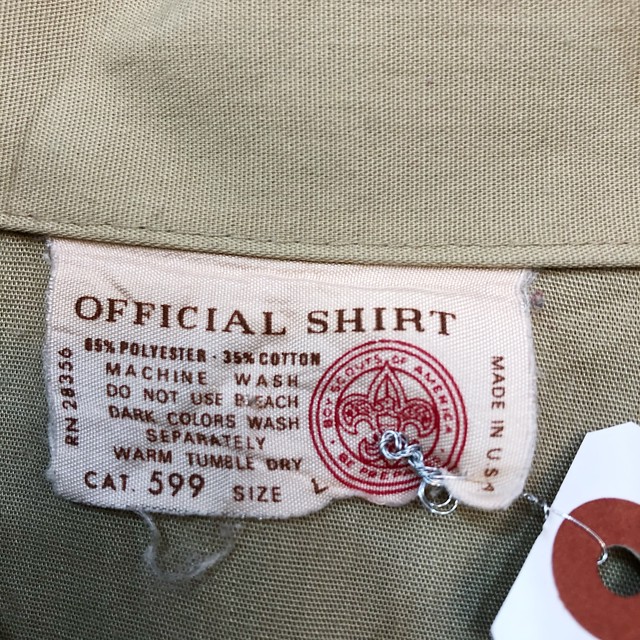 OFFICIAL SHIRT
65% POLYESTER · 35% COTTON
MACHINE WASH
DO NOT USE BLEACH
DARK COLORS WASH
SEPARATELY
WARM TUMBLE DRY
CAT. 599 SIZE L
RN 28356
BOY SCOUTS OF AMERICA
BE PREPARED
MADE IN USA